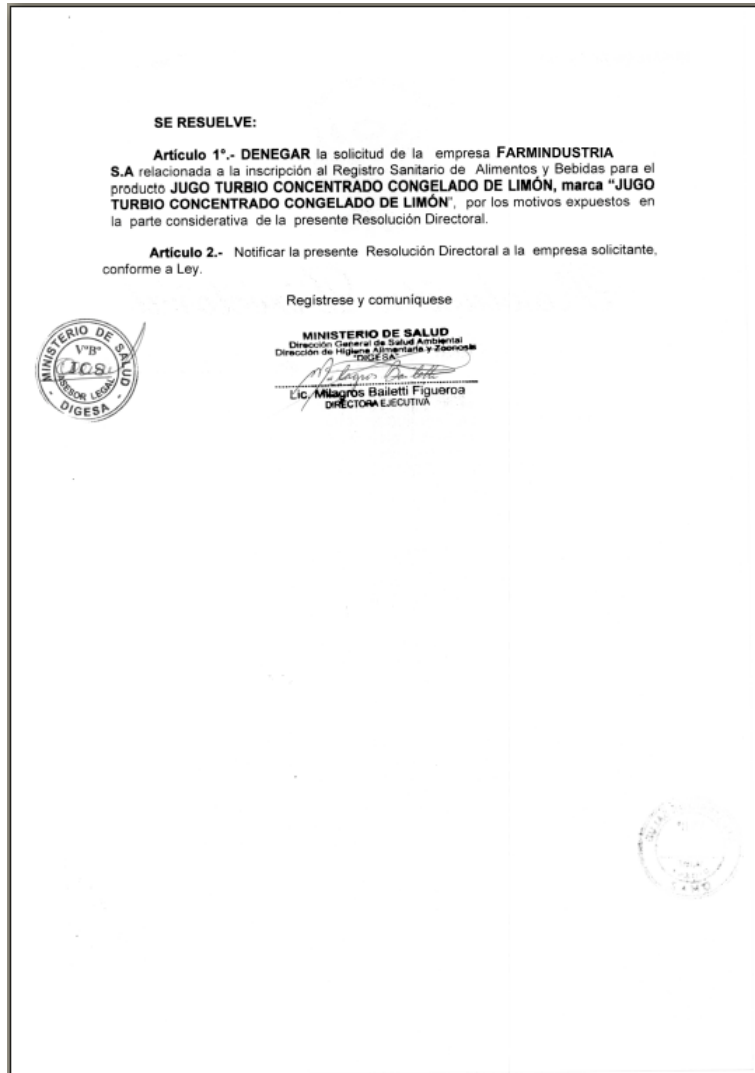 SE RESUELVE:
Artículo 1°.- DENEGAR la solicitud de la empresa FARMINDUSTRIA
S.A relacionada a la inscripción al Registro Sanitario de Alimentos y Bebidas para el
producto JUGO TURBIO CONCENTRADO CONGELADO DE LIMÓN, marca “JUGO
TURBIO CONCENTRADO CONGELADO DE LIMÓN”, por los motivos expuestos en
la parte considerativa de la presente Resolución Directoral.
Artículo 2.- Notificar la presente Resolución Directoral a la empresa solicitante,
conforme a Ley.
Regístrese y comuníquese
MINISTERIO DE SALUD
Dirección General de Salud Ambiental
Dirección de Higiene Alimentaria y Zoonosis
"DIGESA"
Lic. Milagros Bailetti Figueroa
DIRECTORA EJECUTIVA
MINISTERIO DE SALUD
V°B°
ASESOR LEGAL
DIGESA